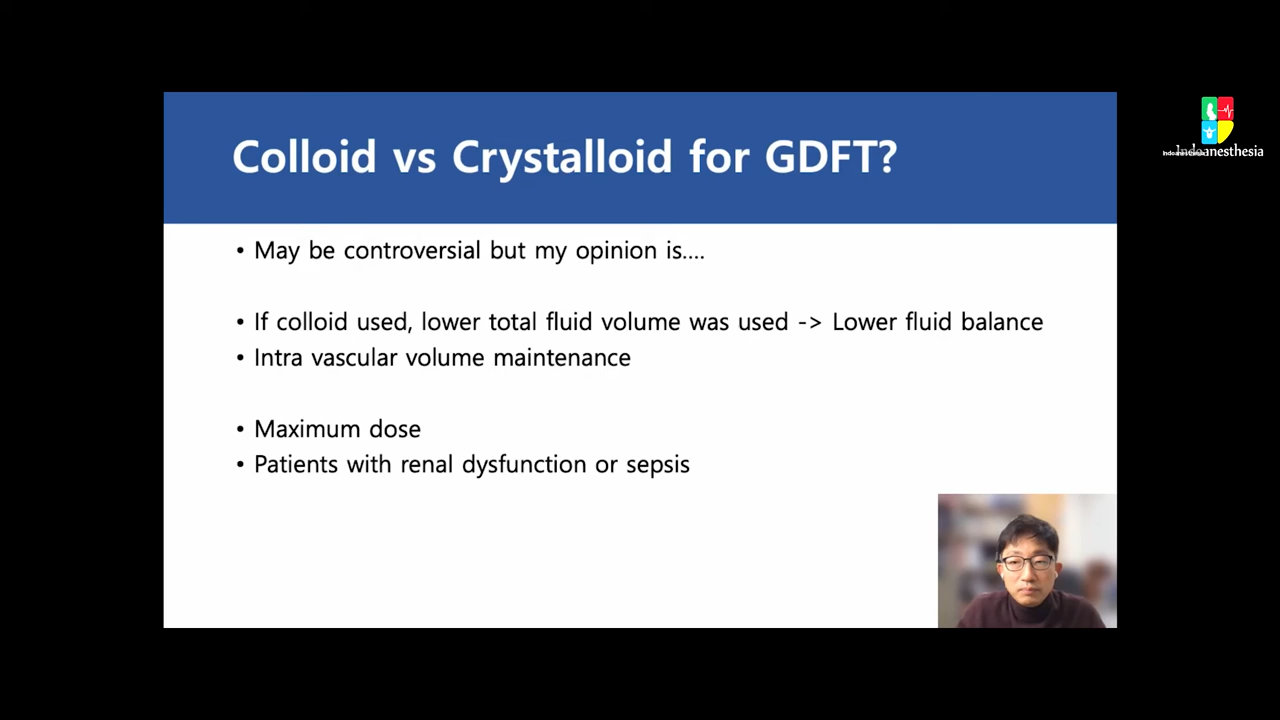 Colloid vs Crystalloid for GDFT?
• May be controversial but my opinion is....
• If colloid used, lower total fluid volume was used -> Lower fluid balance
• Intra vascular volume maintenance
• Maximum dose
• Patients with renal dysfunction or sepsis
Indoanesthesia